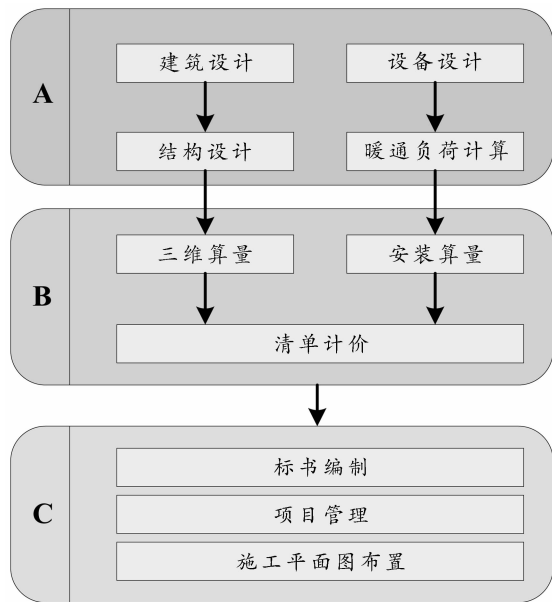 A
建筑设计
设备设计
结构设计
暖通负荷计算
B
三维算量
安装算量
清单计价
C
标书编制
项目管理
施工平面图布置